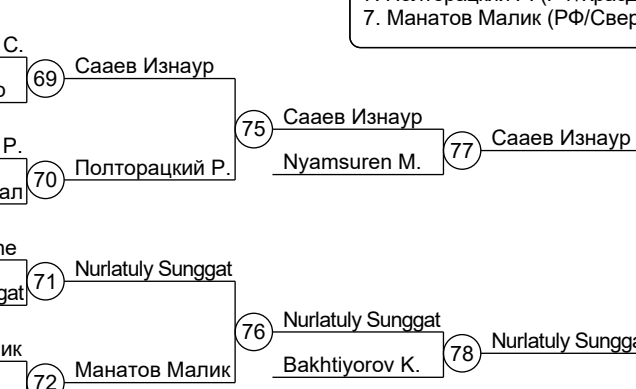 7. Манатов Малик (РФ/Свер
С.
69
Сааев Изнаур
Р.
70
Полторацкий Р.
75
Сааев Изнаур
Nyamsuren M.
77
Сааев Изнаур
71
Nurlatuly Sunggat
72
Манатов Малик
76
Nurlatuly Sunggat
Bakhtiyorov K.
78
Nurlatuly Sungga